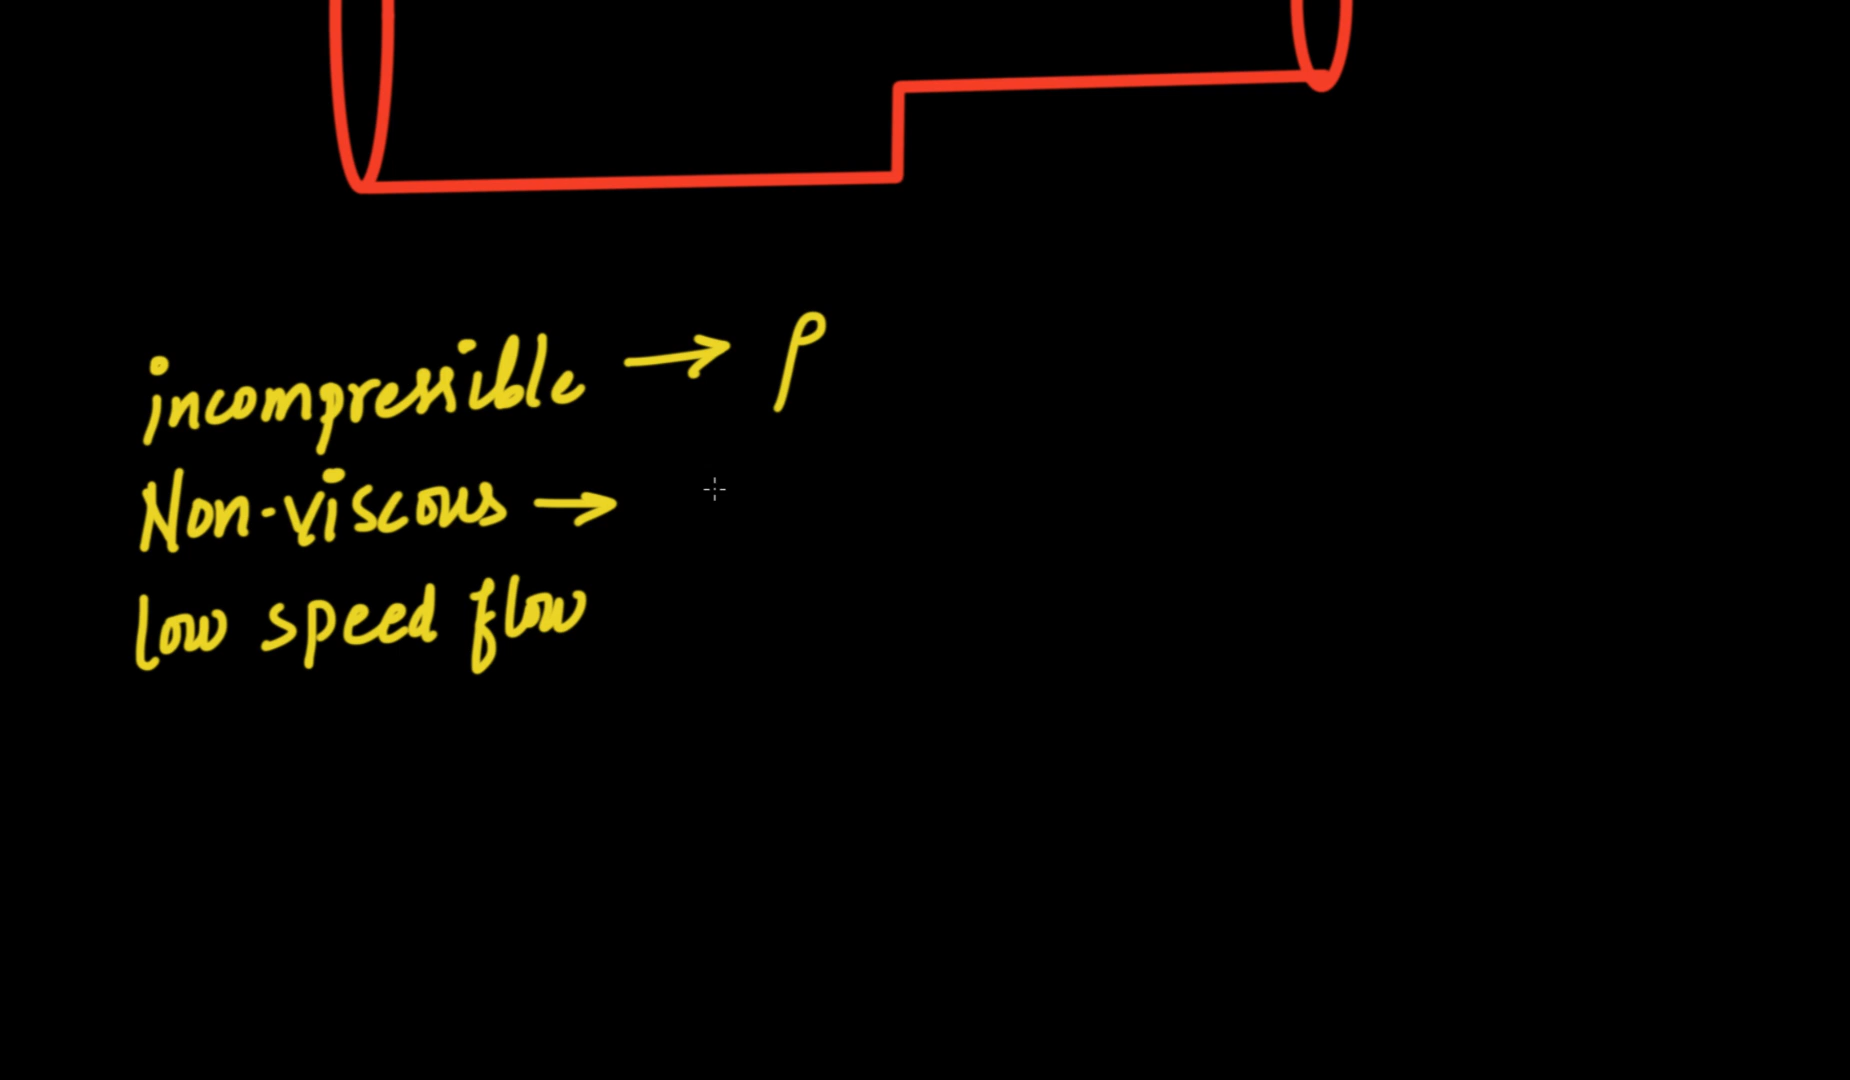 incompressible → ρ
Non-viscous →
low speed flow